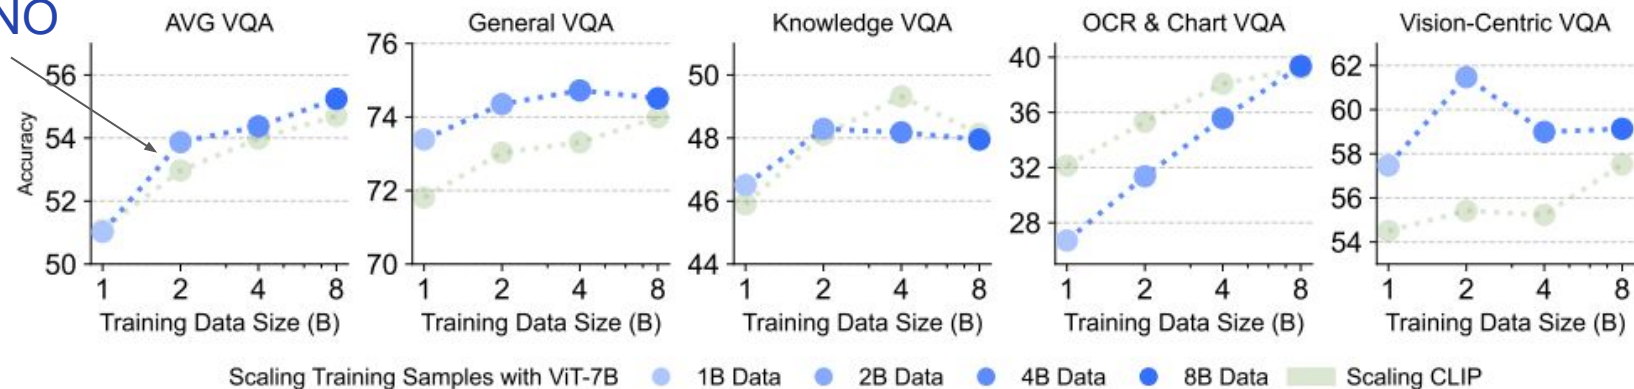 NO
AVG VQA
General VQA
Knowledge VQA
OCR & Chart VQA
Vision-Centric VQA
Accuracy
56
54
52
50
1 2 4 8
Training Data Size (B)
76
74
72
70
1 2 4 8
Training Data Size (B)
50
48
46
44
1 2 4 8
Training Data Size (B)
40
36
32
28
1 2 4 8
Training Data Size (B)
62
60
58
56
54
1 2 4 8
Training Data Size (B)
Scaling Training Samples with ViT-7B 1B Data 2B Data 4B Data 8B Data Scaling CLIP